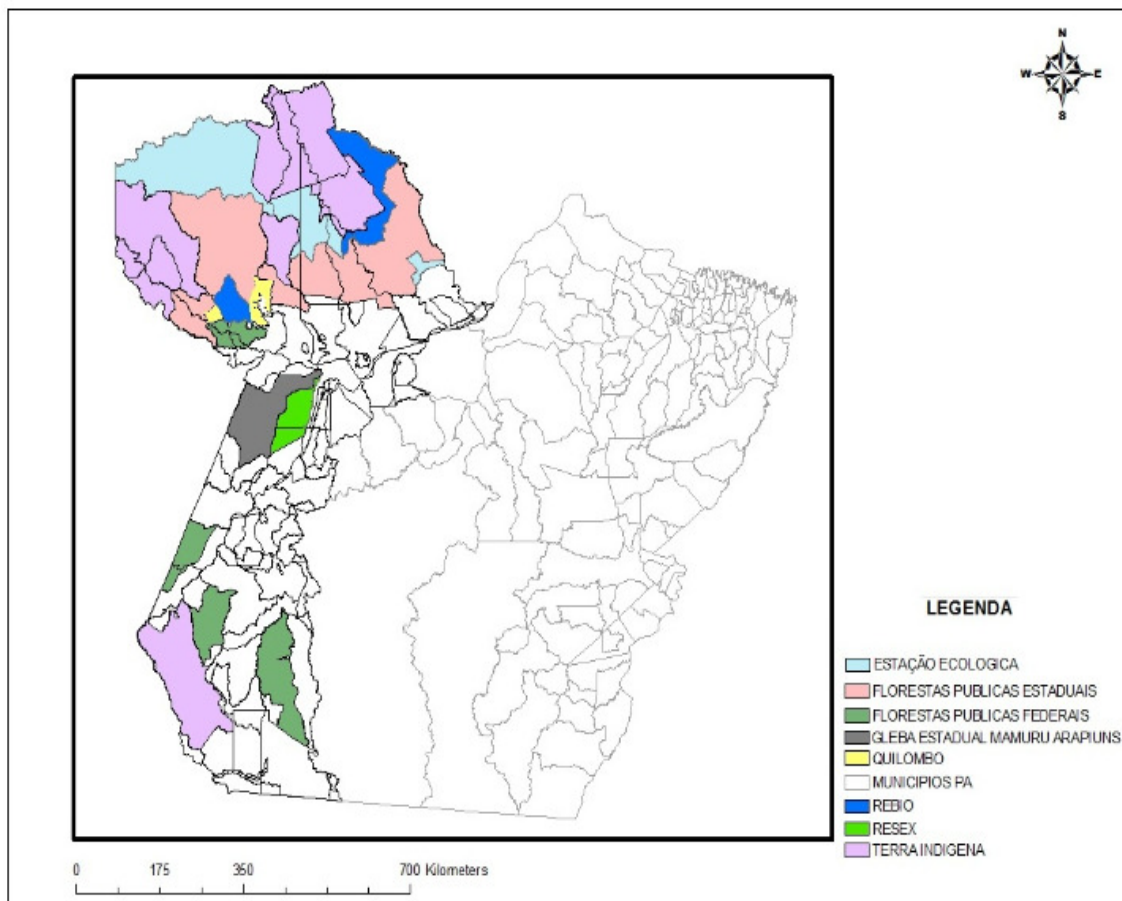 N
W E
S
LEGENDA
ESTAÇÃO ECOLOGICA
FLORESTAS PUBLICAS ESTADUAIS
FLORESTAS PUBLICAS FEDERAIS
GLEBA ESTADUAL MAMURU ARAPIUNS
QUILOMBO
MUNICIPIOS PA
REBIO
RESEX
TERRA INDIGENA
0 175 350 700 Kilometers